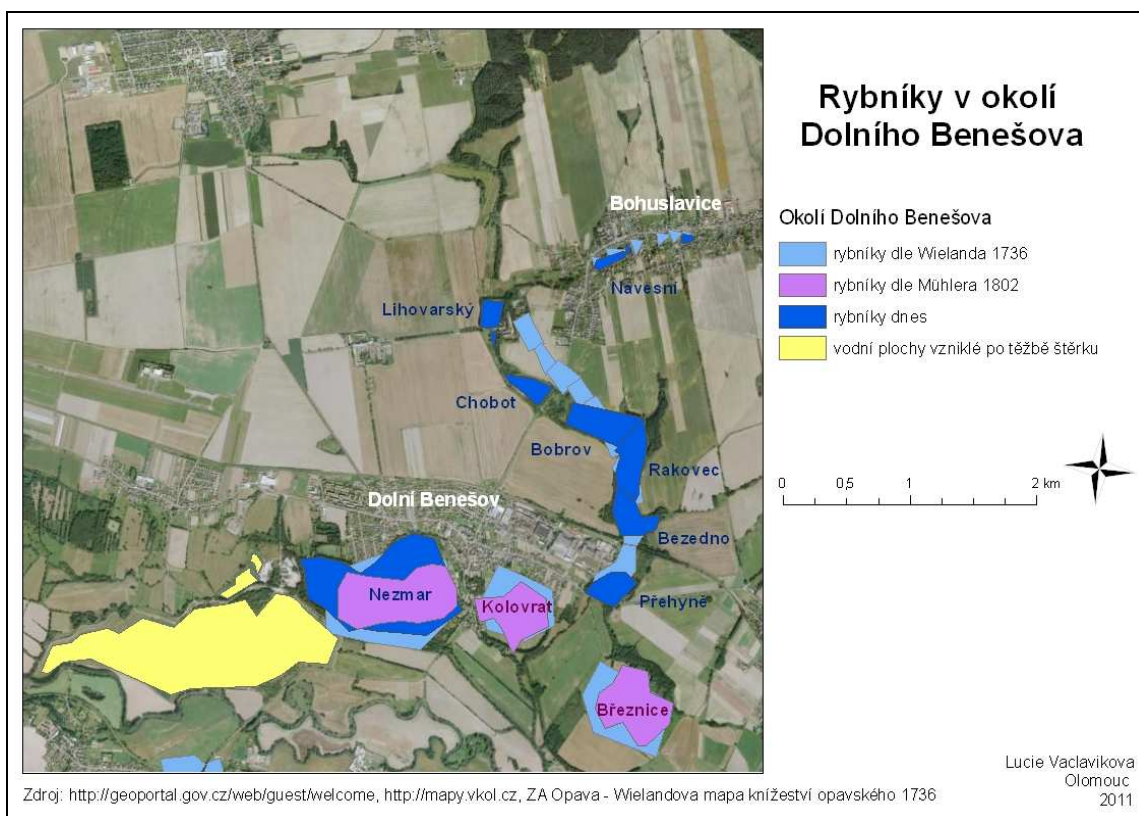 Rybníky v okolí
Dolního Benešova
Okolí Dolního Benešova
rybníky dle Wielanda 1736
rybníky dle Mühlera 1802
rybníky dnes
vodní plochy vzniklé po těžbě štěrku
0 0,5 1 2 km
Bohuslavice
Navesní
Lihovarský
Chobot
Bobrov
Rakovec
Dolní Benešov
Bezedno
Nezmar
Kolovrat
Přehyně
Březnice
Lucie Vaclavikova
Olomouc
2011
Zdroj: http://geoportal.gov.cz/web/guest/welcome, http://mapy.vkol.cz, ZA Opava - Wielandova mapa knížeství opavského 1736